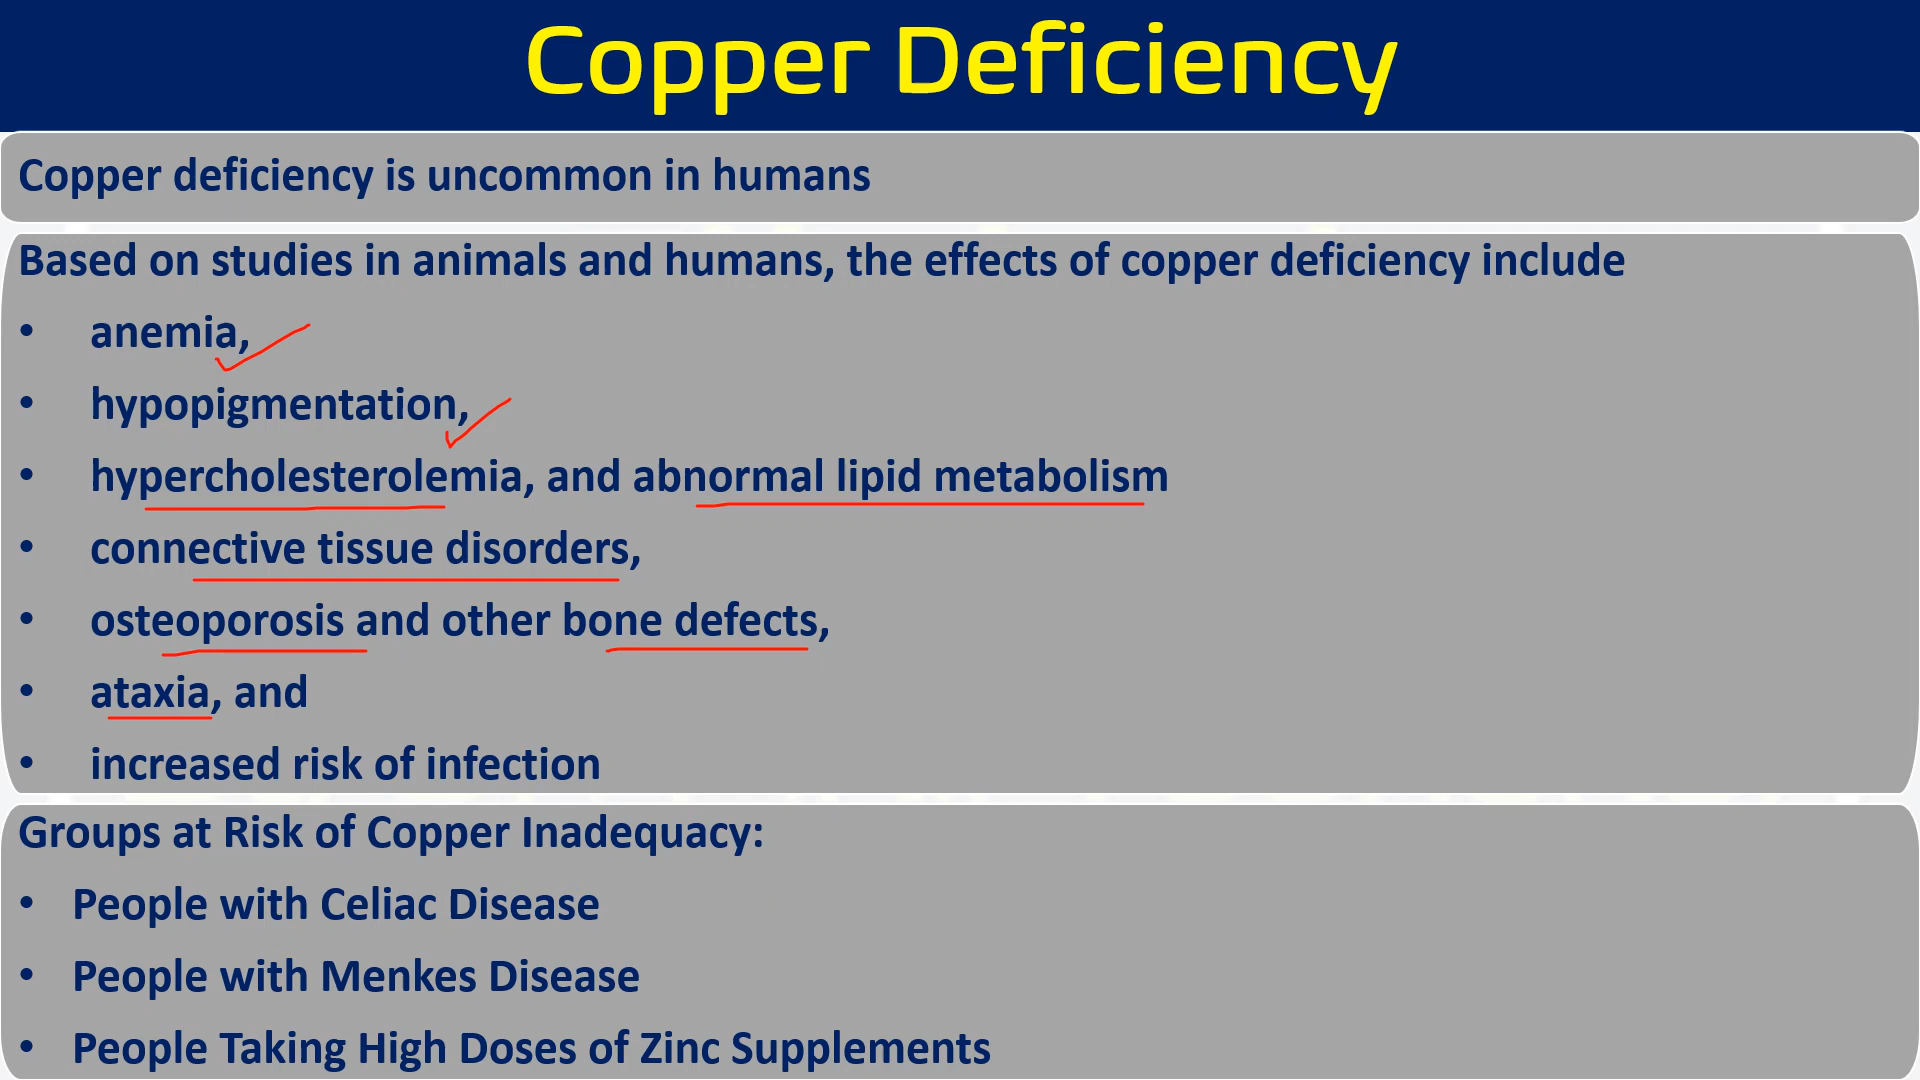 Copper Deficiency
Copper deficiency is uncommon in humans
Based on studies in animals and humans, the effects of copper deficiency include
• anemia,
• hypopigmentation,
• hypercholesterolemia, and abnormal lipid metabolism
• connective tissue disorders,
• osteoporosis and other bone defects,
• ataxia, and
• increased risk of infection
Groups at Risk of Copper Inadequacy:
• People with Celiac Disease
• People with Menkes Disease
• People Taking High Doses of Zinc Supplements